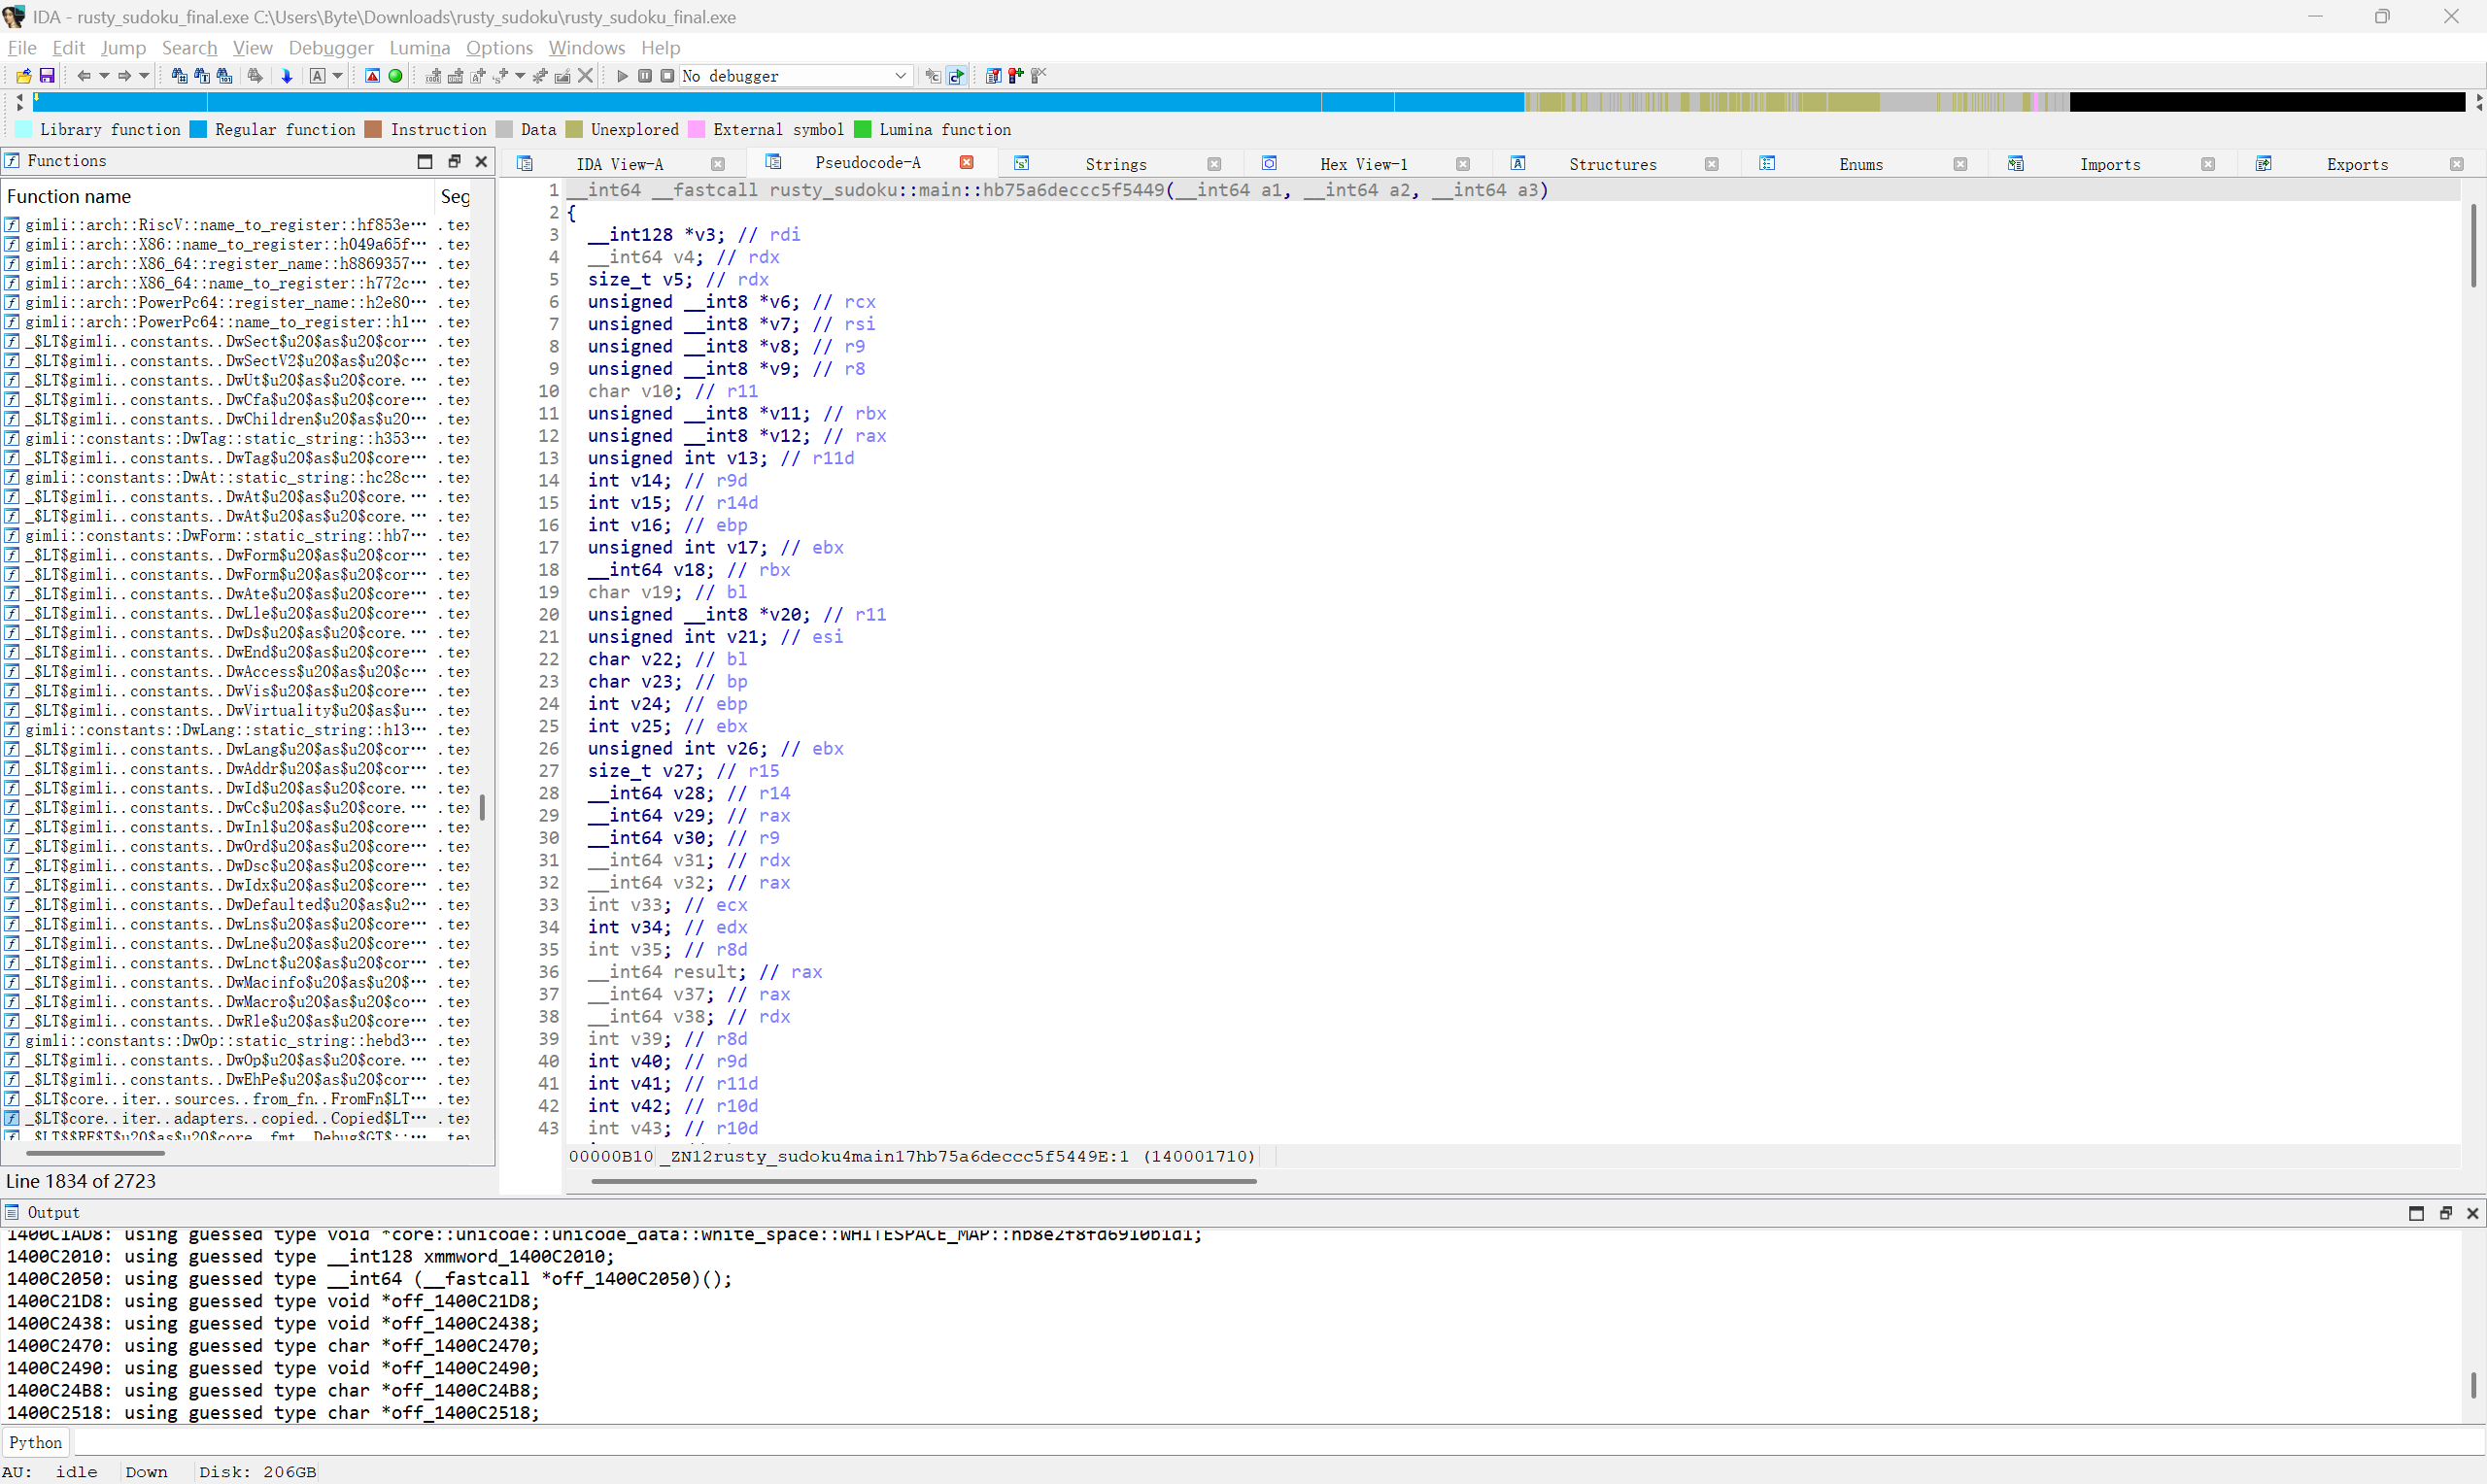 IDA - rusty_sudoku_final.exe C:\Users\Byte\Downloads\rusty_sudoku\rusty_sudoku_final.exe
File Edit Jump Search View Debugger Lumina Options Windows Help
No debugger
Library function Regular function Instruction Data Unexplored External symbol Lumina function
Functions
Function name Seg
gimli::arch::RiscV::name_to_register::hf853e… .tex
gimli::arch::X86::name_to_register::h049a65f… .tex
gimli::arch::X86_64::register_name::h8869357… .tex
gimli::arch::X86_64::name_to_register::h772c… .tex
gimli::arch::PowerPc64::register_name::h2e80… .tex
gimli::arch::PowerPc64::name_to_register::h1… .tex
_$LT$gimli..constants..DwSect$u20$as$u20$cor… .tex
_$LT$gimli..constants..DwSectV2$u20$as$u20$c… .tex
_$LT$gimli..constants..DwUt$u20$as$u20$core.… .tex
_$LT$gimli..constants..DwCfa$u20$as$u20$core… .tex
_$LT$gimli..constants..DwChildren$u20$as$u20… .tex
gimli::constants::DwTag::static_string::h353… .tex
_$LT$gimli..constants..DwTag$u20$as$u20$core… .tex
gimli::constants::DwAt::static_string::hc28c… .tex
_$LT$gimli..constants..DwAt$u20$as$u20$core.… .tex
_$LT$gimli..constants..DwAt$u20$as$u20$core.… .tex
gimli::constants::DwForm::static_string::hb7… .tex
_$LT$gimli..constants..DwForm$u20$as$u20$cor… .tex
_$LT$gimli..constants..DwForm$u20$as$u20$cor… .tex
_$LT$gimli..constants..DwAte$u20$as$u20$core… .tex
_$LT$gimli..constants..DwLle$u20$as$u20$core… .tex
_$LT$gimli..constants..DwDs$u20$as$u20$core.… .tex
_$LT$gimli..constants..DwEnd$u20$as$u20$core… .tex
_$LT$gimli..constants..DwAccess$u20$as$u20$c… .tex
_$LT$gimli..constants..DwVis$u20$as$u20$core… .tex
_$LT$gimli..constants..DwVirtuality$u20$as$u… .tex
gimli::constants::DwLang::static_string::h13… .tex
_$LT$gimli..constants..DwLang$u20$as$u20$cor… .tex
_$LT$gimli..constants..DwAddr$u20$as$u20$cor… .tex
_$LT$gimli..constants..DwId$u20$as$u20$core.… .tex
_$LT$gimli..constants..DwCc$u20$as$u20$core.… .tex
_$LT$gimli..constants..DwInl$u20$as$u20$core… .tex
_$LT$gimli..constants..DwOrd$u20$as$u20$core… .tex
_$LT$gimli..constants..DwDsc$u20$as$u20$core… .tex
_$LT$gimli..constants..DwIdx$u20$as$u20$core… .tex
_$LT$gimli..constants..DwDefaulted$u20$as$u2… .tex
_$LT$gimli..constants..DwLns$u20$as$u20$core… .tex
_$LT$gimli..constants..DwLne$u20$as$u20$core… .tex
_$LT$gimli..constants..DwLnct$u20$as$u20$cor… .tex
_$LT$gimli..constants..DwMacinfo$u20$as$u20$… .tex
_$LT$gimli..constants..DwMacro$u20$as$u20$co… .tex
_$LT$gimli..constants..DwRle$u20$as$u20$core… .tex
gimli::constants::DwOp::static_string::hebd3… .tex
_$LT$gimli..constants..DwOp$u20$as$u20$core.… .tex
_$LT$gimli..constants..DwEhPe$u20$as$u20$cor… .tex
_$LT$core..iter..sources..from_fn..FromFn$LT… .tex
_$LT$core..iter..adapters..copied..Copied$LT… .tex
_$LT$$RF$T$u20$as$u20$core..fmt..Debug$GT$::… .tex
Line 1834 of 2723
IDA View-A Pseudocode-A Strings Hex View-1 Structures Enums Imports Exports
1 __int64 __fastcall rusty_sudoku::main::hb75a6deccc5f5449(__int64 a1, __int64 a2, __int64 a3)
2 {
3 __int128 *v3; // rdi
4 __int64 v4; // rdx
5 size_t v5; // rdx
6 unsigned __int8 *v6; // rcx
7 unsigned __int8 *v7; // rsi
8 unsigned __int8 *v8; // r9
9 unsigned __int8 *v9; // r8
10 char v10; // r11
11 unsigned __int8 *v11; // rbx
12 unsigned __int8 *v12; // rax
13 unsigned int v13; // r11d
14 int v14; // r9d
15 int v15; // r14d
16 int v16; // ebp
17 unsigned int v17; // ebx
18 __int64 v18; // rbx
19 char v19; // bl
20 unsigned __int8 *v20; // r11
21 unsigned int v21; // esi
22 char v22; // bl
23 char v23; // bp
24 int v24; // ebp
25 int v25; // ebx
26 unsigned int v26; // ebx
27 size_t v27; // r15
28 __int64 v28; // r14
29 __int64 v29; // rax
30 __int64 v30; // r9
31 __int64 v31; // rdx
32 __int64 v32; // rax
33 int v33; // ecx
34 int v34; // edx
35 int v35; // r8d
36 __int64 result; // rax
37 __int64 v37; // rax
38 __int64 v38; // rdx
39 int v39; // r8d
40 int v40; // r9d
41 int v41; // r11d
42 int v42; // r10d
43 int v43; // r10d
00000B10 _ZN12rusty_sudoku4main17hb75a6deccc5f5449E:1 (140001710)
Output
1400C1AD8: using guessed type void *core::unicode::unicode_data::white_space::WHITESPACE_MAP::hb8e2f8fd6910b1d1;
1400C2010: using guessed type __int128 xmmword_1400C2010;
1400C2050: using guessed type __int64 (__fastcall *off_1400C2050)();
1400C21D8: using guessed type void *off_1400C21D8;
1400C2438: using guessed type void *off_1400C2438;
1400C2470: using guessed type char *off_1400C2470;
1400C2490: using guessed type void *off_1400C2490;
1400C24B8: using guessed type char *off_1400C24B8;
1400C2518: using guessed type char *off_1400C2518;
Python
AU: idle Down Disk: 206GB